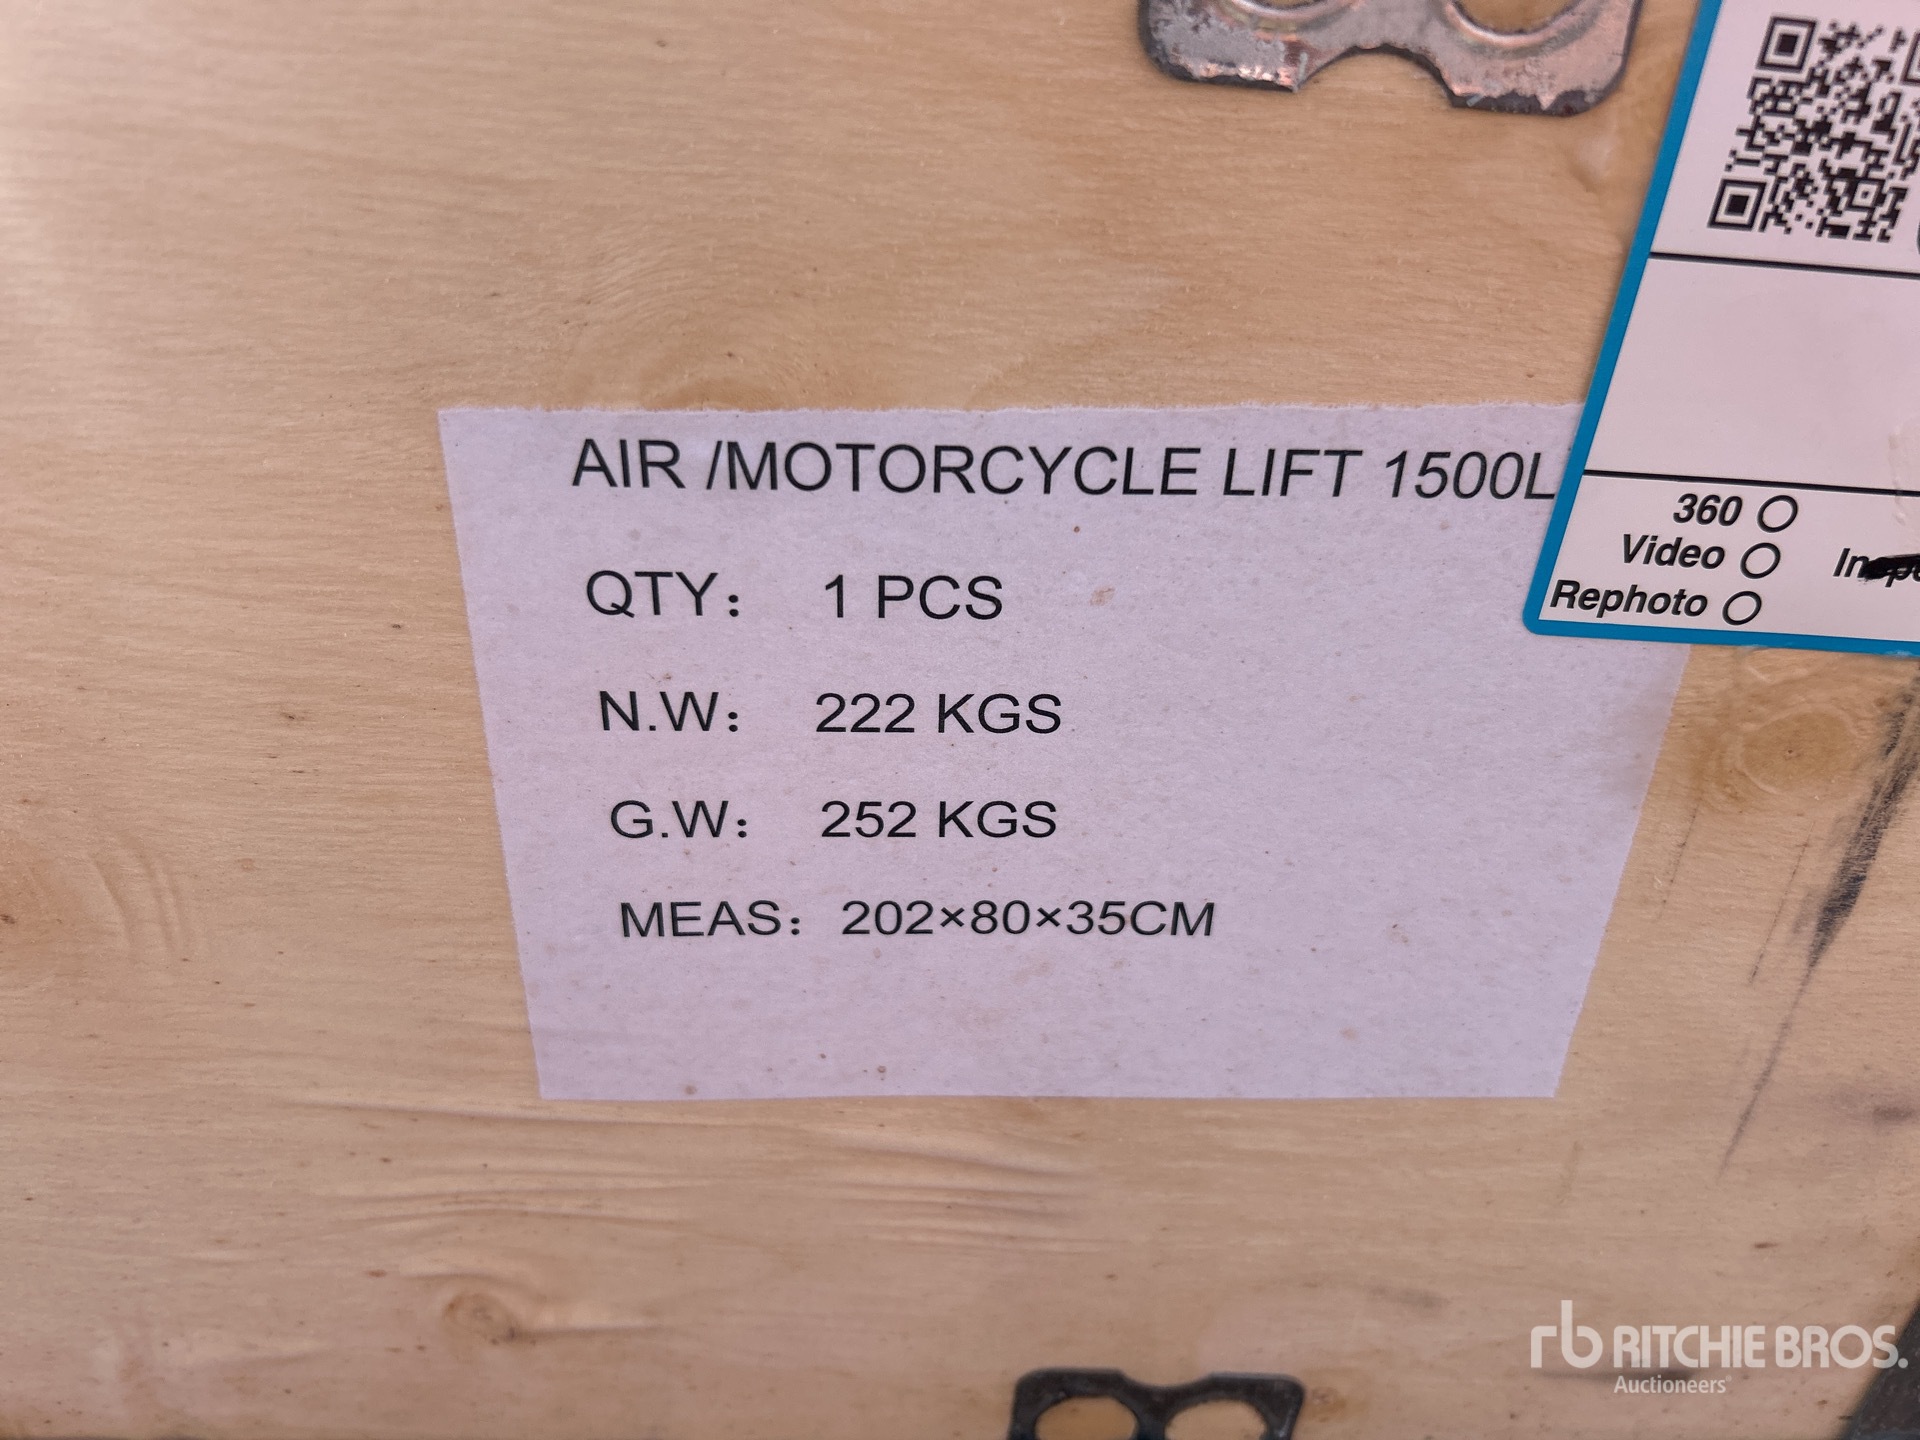 AIR /MOTORCYCLE LIFT 1500L
QTY: 1 PCS
N.W: 222 KGS
G.W: 252 KGS
MEAS: 202×80×35CM
360
Video
Rephoto
rb RITCHIE BROS.
Auctioneers